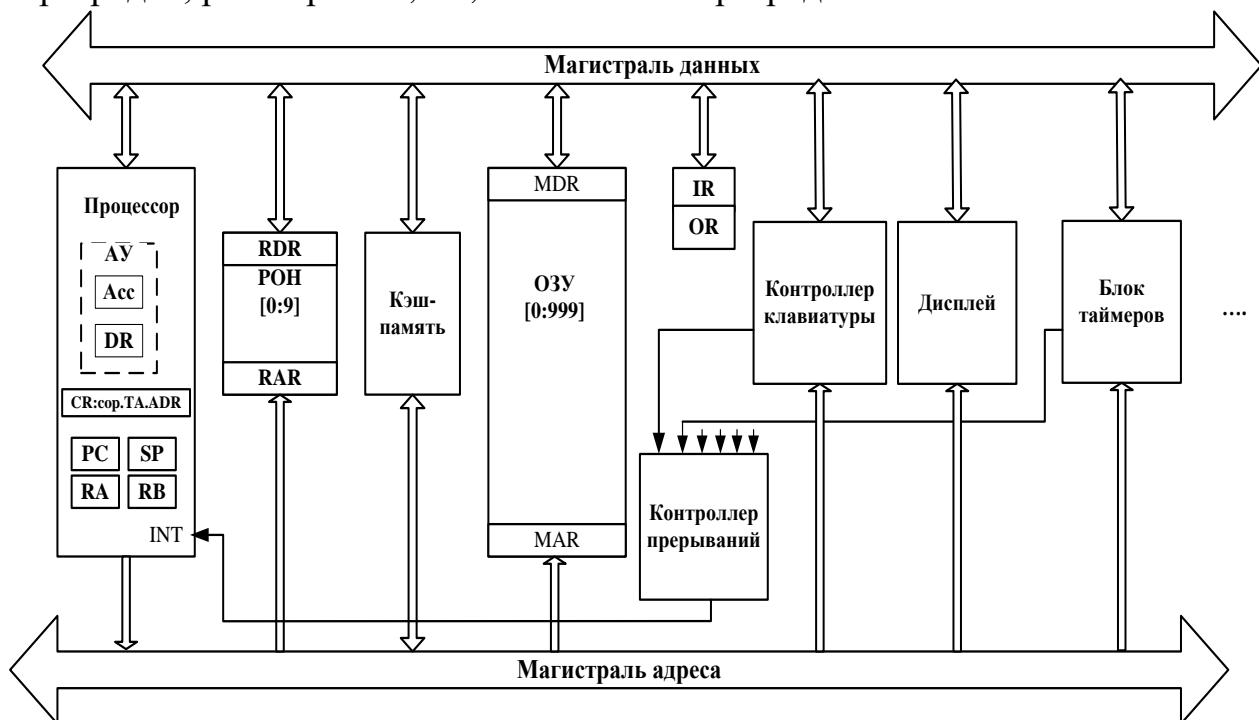 Магистраль данных
Процессор
АУ
Acc
DR
CR:cop.TA.ADR
PC
SP
RA
RB
INT
RDR
РОН
[0:9]
RAR
Кэш-
память
MDR
ОЗУ
[0:999]
MAR
IR
OR
Контроллер
клавиатуры
Дисплей
Блок
таймеров
....
Контроллер
прерываний
Магистраль адреса